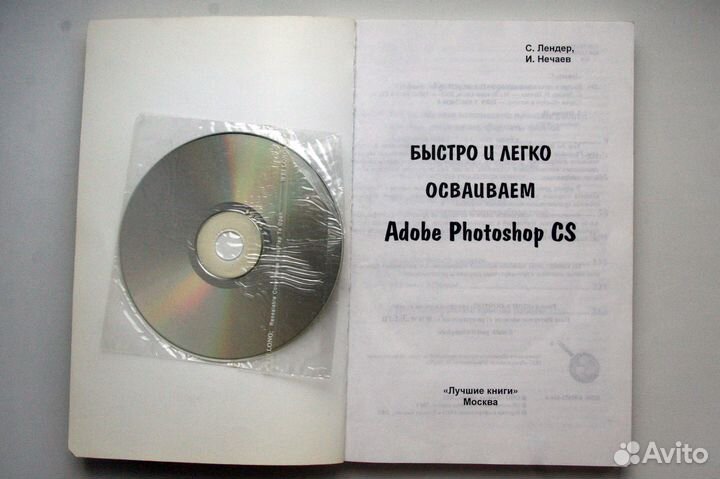 С. Лендер,
И. Нечаев
БЫСТРО И ЛЕГКО
ОСВАИВАЕМ
Adobe Photoshop CS
«Лучшие книги»
Москва
Avito